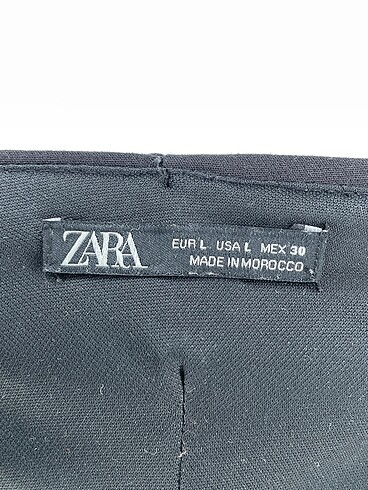 ZARA
EUR L USA L MEX 30
MADE IN MOROCCO